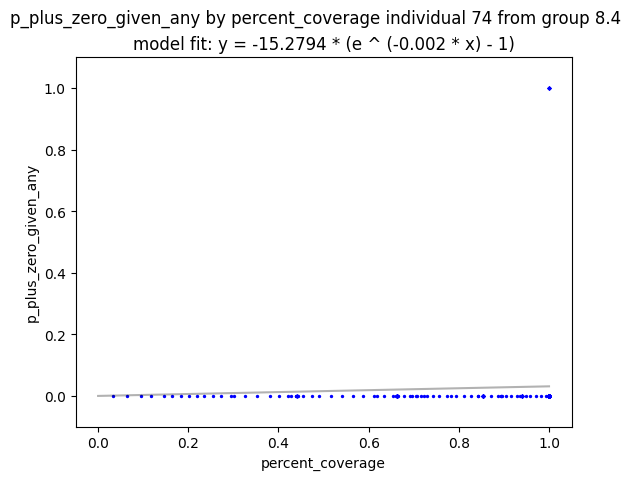 p_plus_zero_given_any by percent_coverage individual 74 from group 8.4
model fit: y = -15.2794 * (e ^ (-0.002 * x) - 1)
1.0
0.8
0.6
0.4
0.2
0.0
p_plus_zero_given_any
0.0 0.2 0.4 0.6 0.8 1.0
percent_coverage